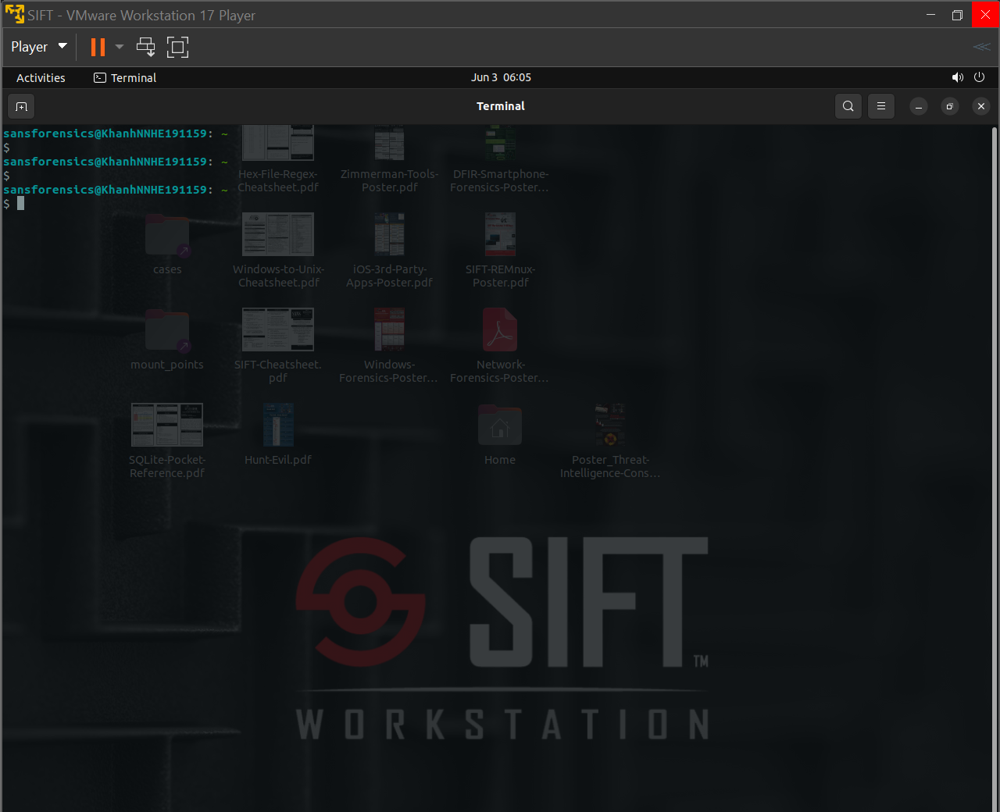 SIFT - VMware Workstation 17 Player
Player
Activities
Terminal
Jun 3 06:05
Terminal
sansforensics@KhanhNNHE191159: ~
$
sansforensics@KhanhNNHE191159: ~
$
sansforensics@KhanhNNHE191159: ~
$
Hex-File-Regex-
Cheatsheet.pdf
Zimmerman-Tools-
Poster.pdf
DFIR-Smartphone-
Forensics-Poster...
cases
Windows-to-Unix-
Cheatsheet.pdf
iOS-3rd-Party-
Apps-Poster.pdf
SIFT-REMnux-
Poster.pdf
mount_points
SIFT-Cheatsheet.
pdf
Windows-
Forensics-Poster...
Network-
Forensics-Poster...
SQLite-Pocket-
Reference.pdf
Hunt-Evil.pdf
Home
Poster_Threat-
Intelligence-Cons...
SIFT TM
WORKSTATION